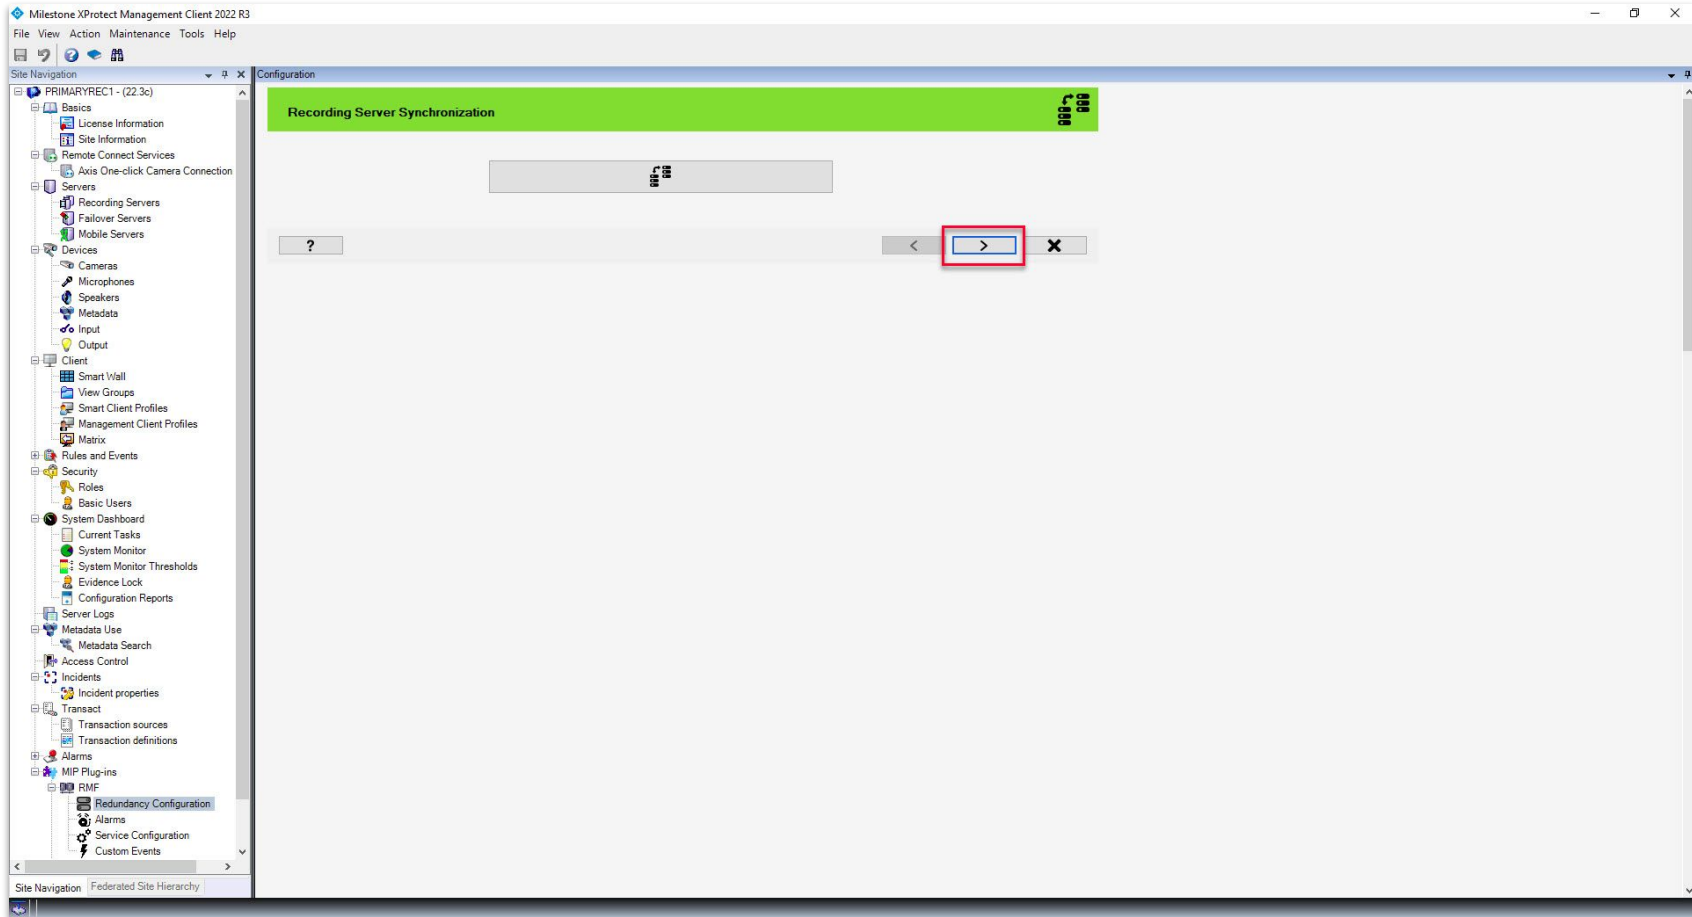 Milestone XProtect Management Client 2022 R3
File View Action Maintenance Tools Help
Site Navigation
PRIMARYREC1 - (22.3c)
Basics
License Information
Site Information
Remote Connect Services
Axis One-click Camera Connection
Servers
Recording Servers
Failover Servers
Mobile Servers
Devices
Cameras
Microphones
Speakers
Metadata
Input
Output
Client
Smart Wall
View Groups
Smart Client Profiles
Management Client Profiles
Matrix
Rules and Events
Security
Roles
Basic Users
System Dashboard
Current Tasks
System Monitor
System Monitor Thresholds
Evidence Lock
Configuration Reports
Server Logs
Metadata Use
Metadata Search
Access Control
Incidents
Incident properties
Transact
Transaction sources
Transaction definitions
Alarms
MIP Plug-ins
RMF
Redundancy Configuration
Alarms
Service Configuration
Custom Events
Site Navigation Federated Site Hierarchy
Configuration
Recording Server Synchronization
? < > X